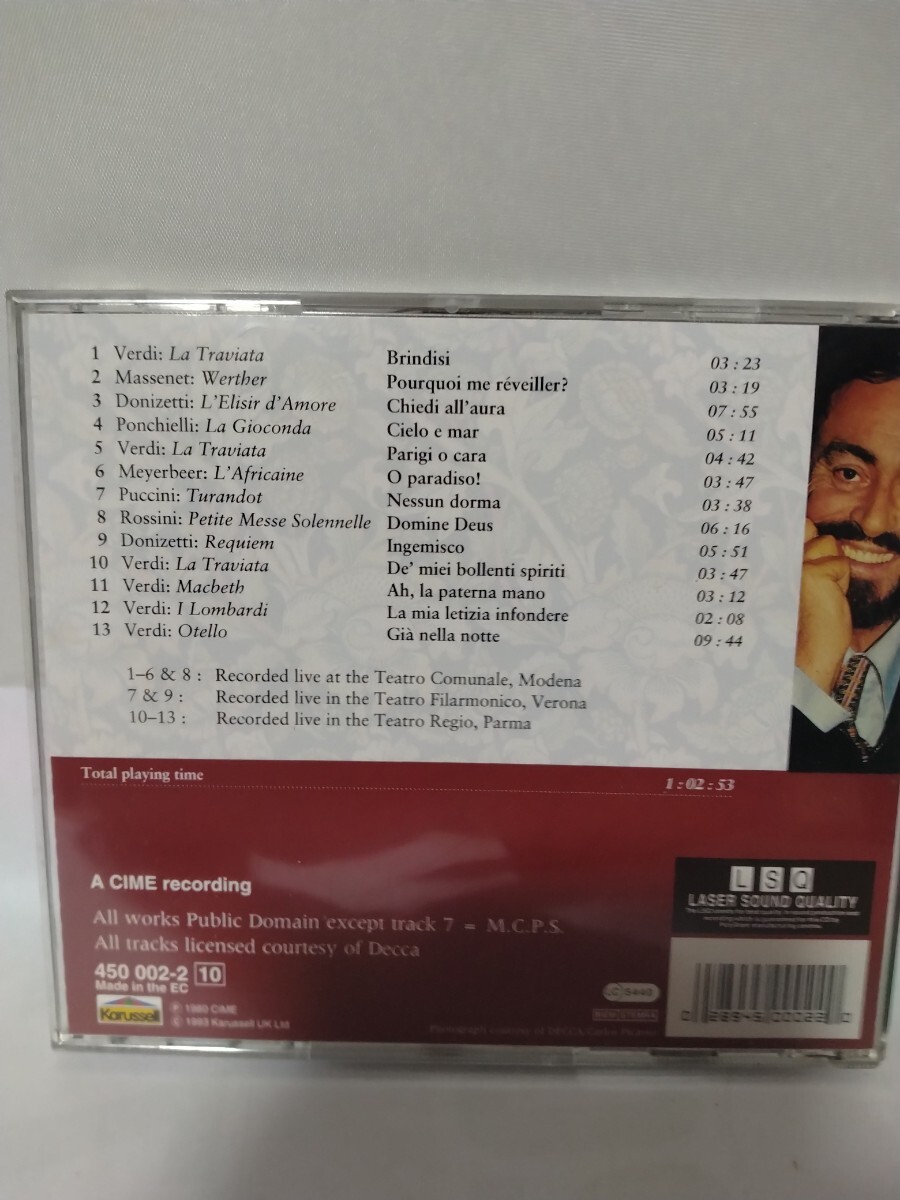 1 Verdi: La Traviata Brindisi 03 : 23
2 Massenet: Werther Pourquoi me réveiller? 03 : 19
3 Donizetti: L'Elisir d'Amore Chiedi all'aura 07 : 55
4 Ponchielli: La Gioconda Cielo e mar 05 : 11
5 Verdi: La Traviata Parigi o cara 04 : 42
6 Meyerbeer: L'Africaine O paradiso! 03 : 47
7 Puccini: Turandot Nessun dorma 03 : 38
8 Rossini: Petite Messe Solennelle Domine Deus 06 : 16
9 Donizetti: Requiem Ingemisco 05 : 51
10 Verdi: La Traviata De' miei bollenti spiriti 03 : 47
11 Verdi: Macbeth Ah, la paterna mano 03 : 12
12 Verdi: I Lombardi La mia letizia infondere 02 : 08
13 Verdi: Otello Già nella notte 09 : 44
1–6 & 8 : Recorded live at the Teatro Comunale, Modena
7 & 9 : Recorded live in the Teatro Filarmonico, Verona
10–13 : Recorded live in the Teatro Regio, Parma
Total playing time 1 : 02 : 53
A CIME recording
All works Public Domain except track 7 = M.C.P.S.
All tracks licensed courtesy of Decca
450 002-2 10
Made in the EC
Karussell
℗ 1980 CIME
© 1993 Karussell UK Ltd
LSQ
LASER SOUND QUALITY